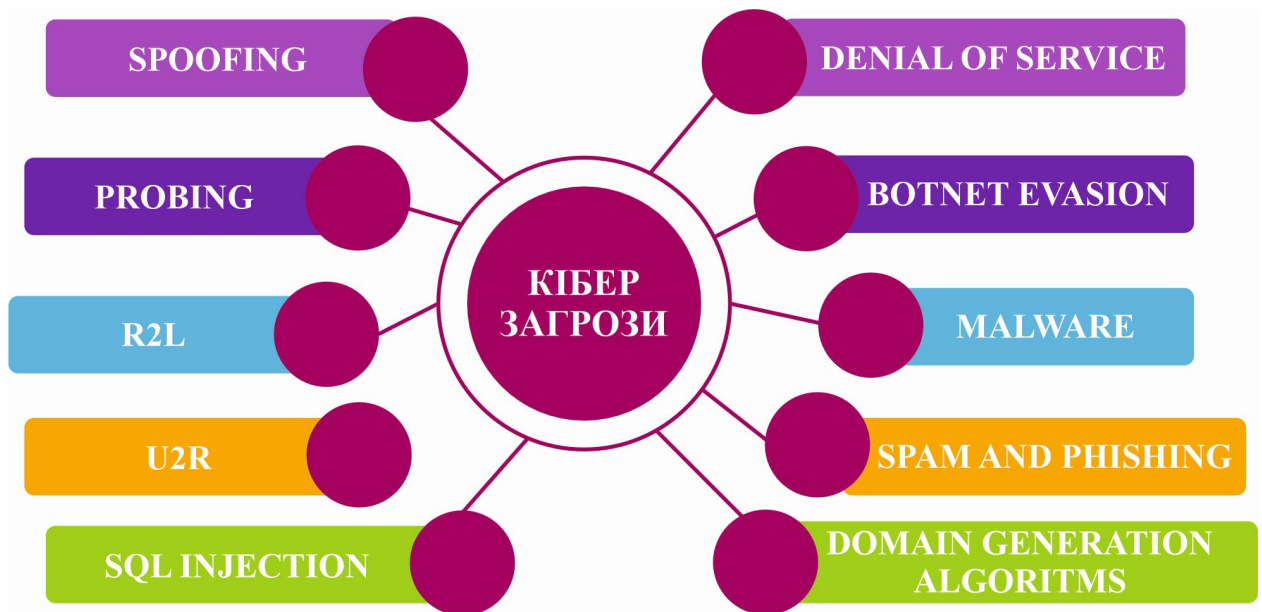 SPOOFING
PROBING
R2L
U2R
SQL INJECTION
КІБЕР
ЗАГРОЗИ
DENIAL OF SERVICE
BOTNET EVASION
MALWARE
SPAM AND PHISHING
DOMAIN GENERATION
ALGORITMS